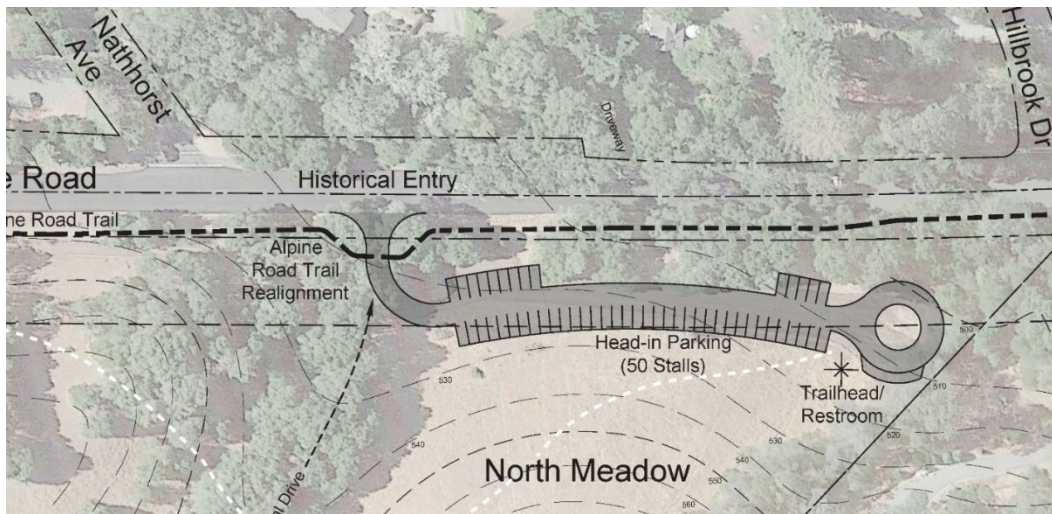 Nathhorst
Ave
Hillbrook Dr
Driveway
e Road
Historical Entry
ne Road Trail
Alpine
Road Trail
Realignment
Head-in Parking
(50 Stalls)
Trailhead/
Restroom
North Meadow
al Drive
530
540
500
510
520
530
540
550
560